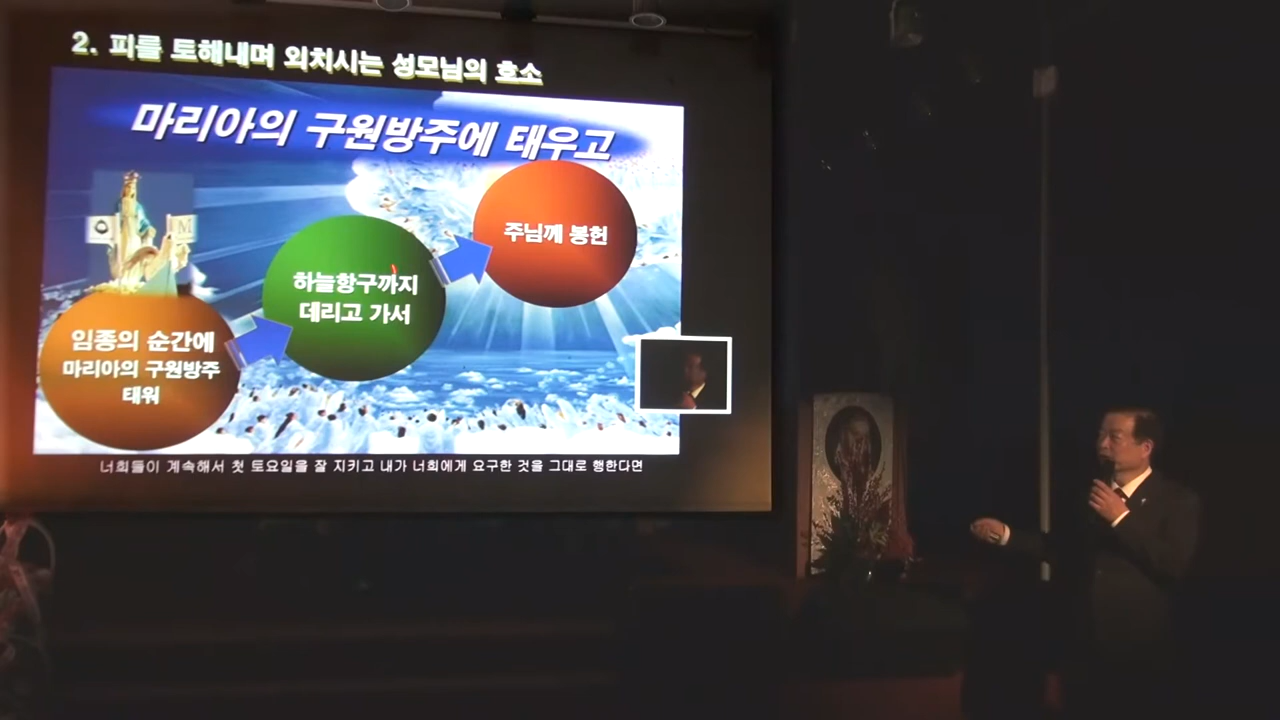 2. 피를 토해내며 외치시는 성모님의 호소
마리아의 구원방주에 태우고
주님께 봉헌
하늘항구까지
데리고 가서
M
임종의 순간에
마리아의 구원방주
태워
너희들이 계속해서 첫 토요일을 잘 지키고 내가 너희에게 요구한 것을 그대로 행한다면